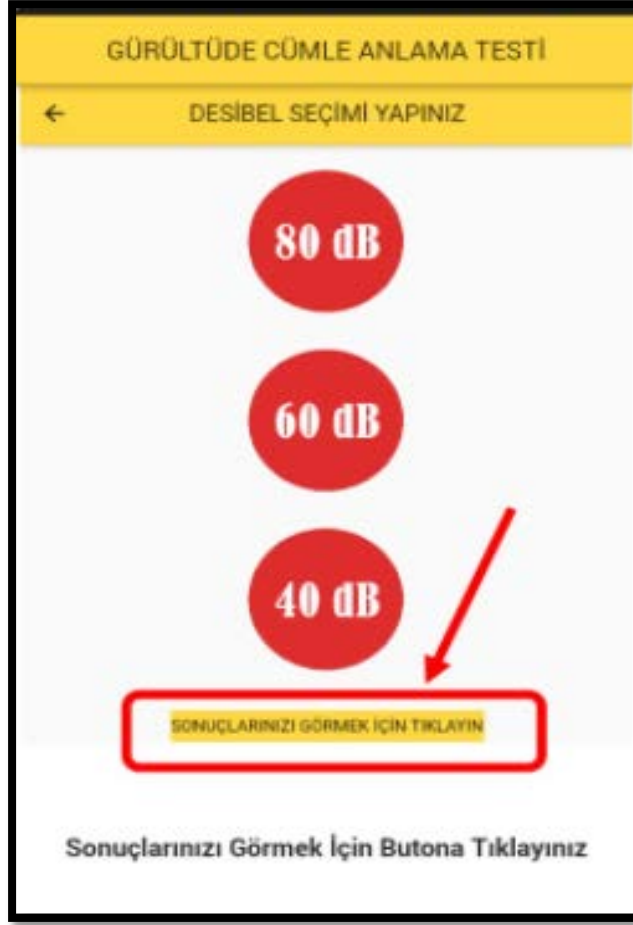 GÜRÜLTÜDE CÜMLE ANLAMA TESTİ
← DESİBEL SEÇİMİ YAPINIZ
80 dB
60 dB
40 dB
SONUÇLARINIZI GÖRMEK İÇİN TIKLAYIN
Sonuçlarınızı Görmek İçin Butona Tıklayınız